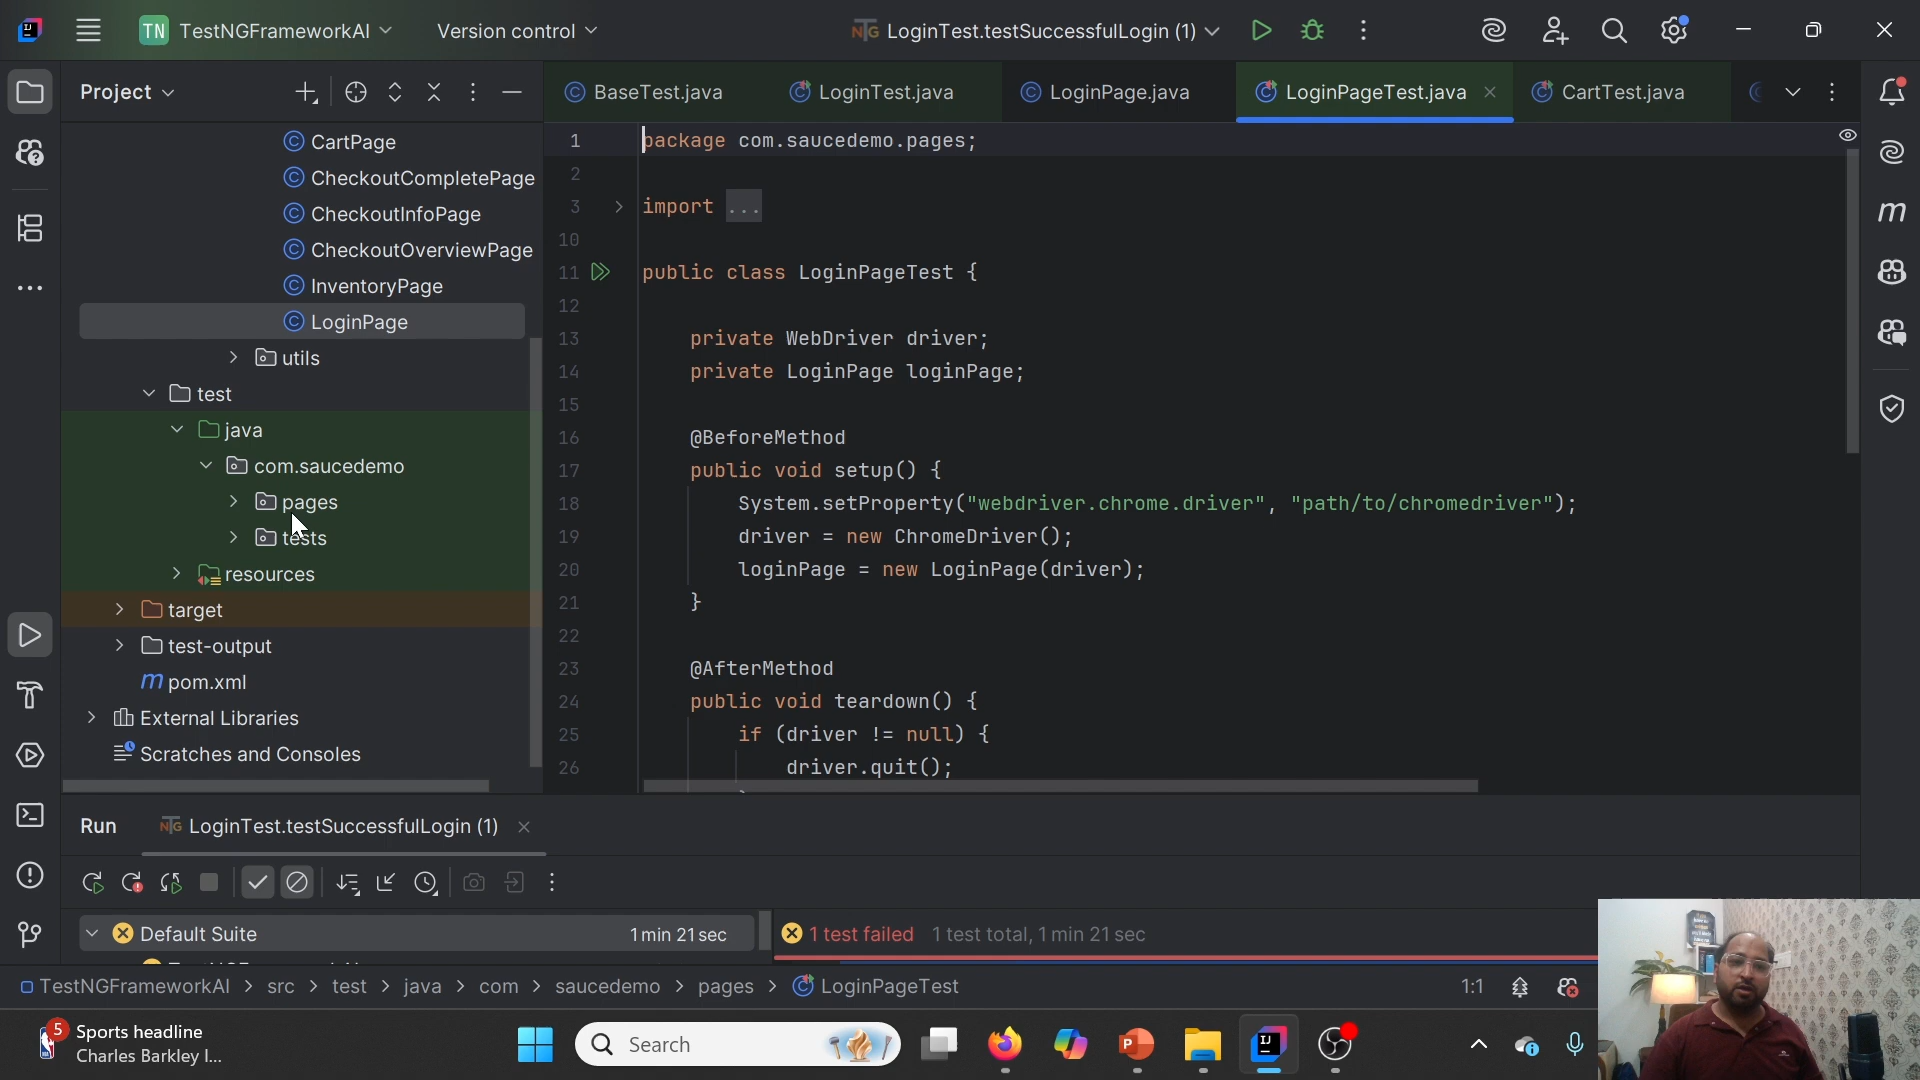 TN TestNGFrameworkAI Version control LoginTest.testSuccessfulLogin (1)
Project
BaseTest.java LoginTest.java LoginPage.java LoginPageTest.java CartTest.java
CartPage
CheckoutCompletePage
CheckoutInfoPage
CheckoutOverviewPage
InventoryPage
LoginPage
utils
test
java
com.saucedemo
pages
tests
resources
target
test-output
pom.xml
External Libraries
Scratches and Consoles
1 package com.saucedemo.pages;
2
3 import ...
10
11 public class LoginPageTest {
12
13 private WebDriver driver;
14 private LoginPage loginPage;
15
16 @BeforeMethod
17 public void setup() {
18 System.setProperty("webdriver.chrome.driver", "path/to/chromedriver");
19 driver = new ChromeDriver();
20 loginPage = new LoginPage(driver);
21 }
22
23 @AfterMethod
24 public void teardown() {
25 if (driver != null) {
26 driver.quit();
Run LoginTest.testSuccessfulLogin (1)
Default Suite 1 min 21 sec
1 test failed 1 test total, 1 min 21 sec
TestNGFrameworkAI > src > test > java > com > saucedemo > pages > LoginPageTest 1:1
5 Sports headline
Charles Barkley I...
Search